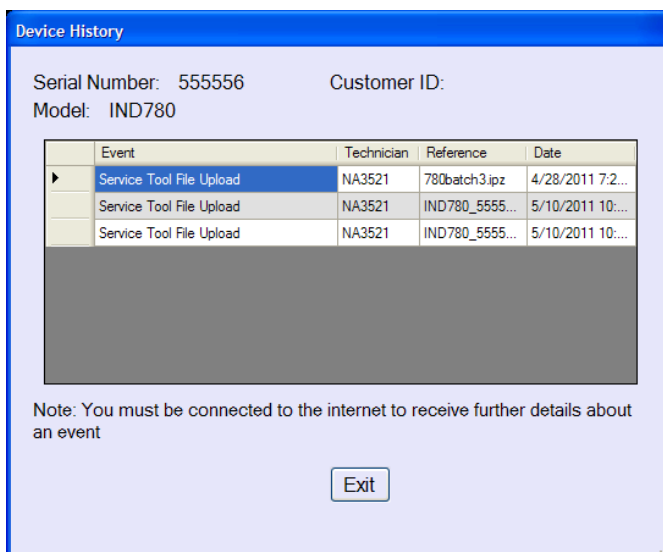 Device History
Serial Number: 555556 Customer ID:
Model: IND780
Event Technician Reference Date
Service Tool File Upload NA3521 780batch3.ipz 4/28/2011 7:2...
Service Tool File Upload NA3521 IND780_5555... 5/10/2011 10:...
Service Tool File Upload NA3521 IND780_5555... 5/10/2011 10:...
Note: You must be connected to the internet to receive further details about
an event
Exit